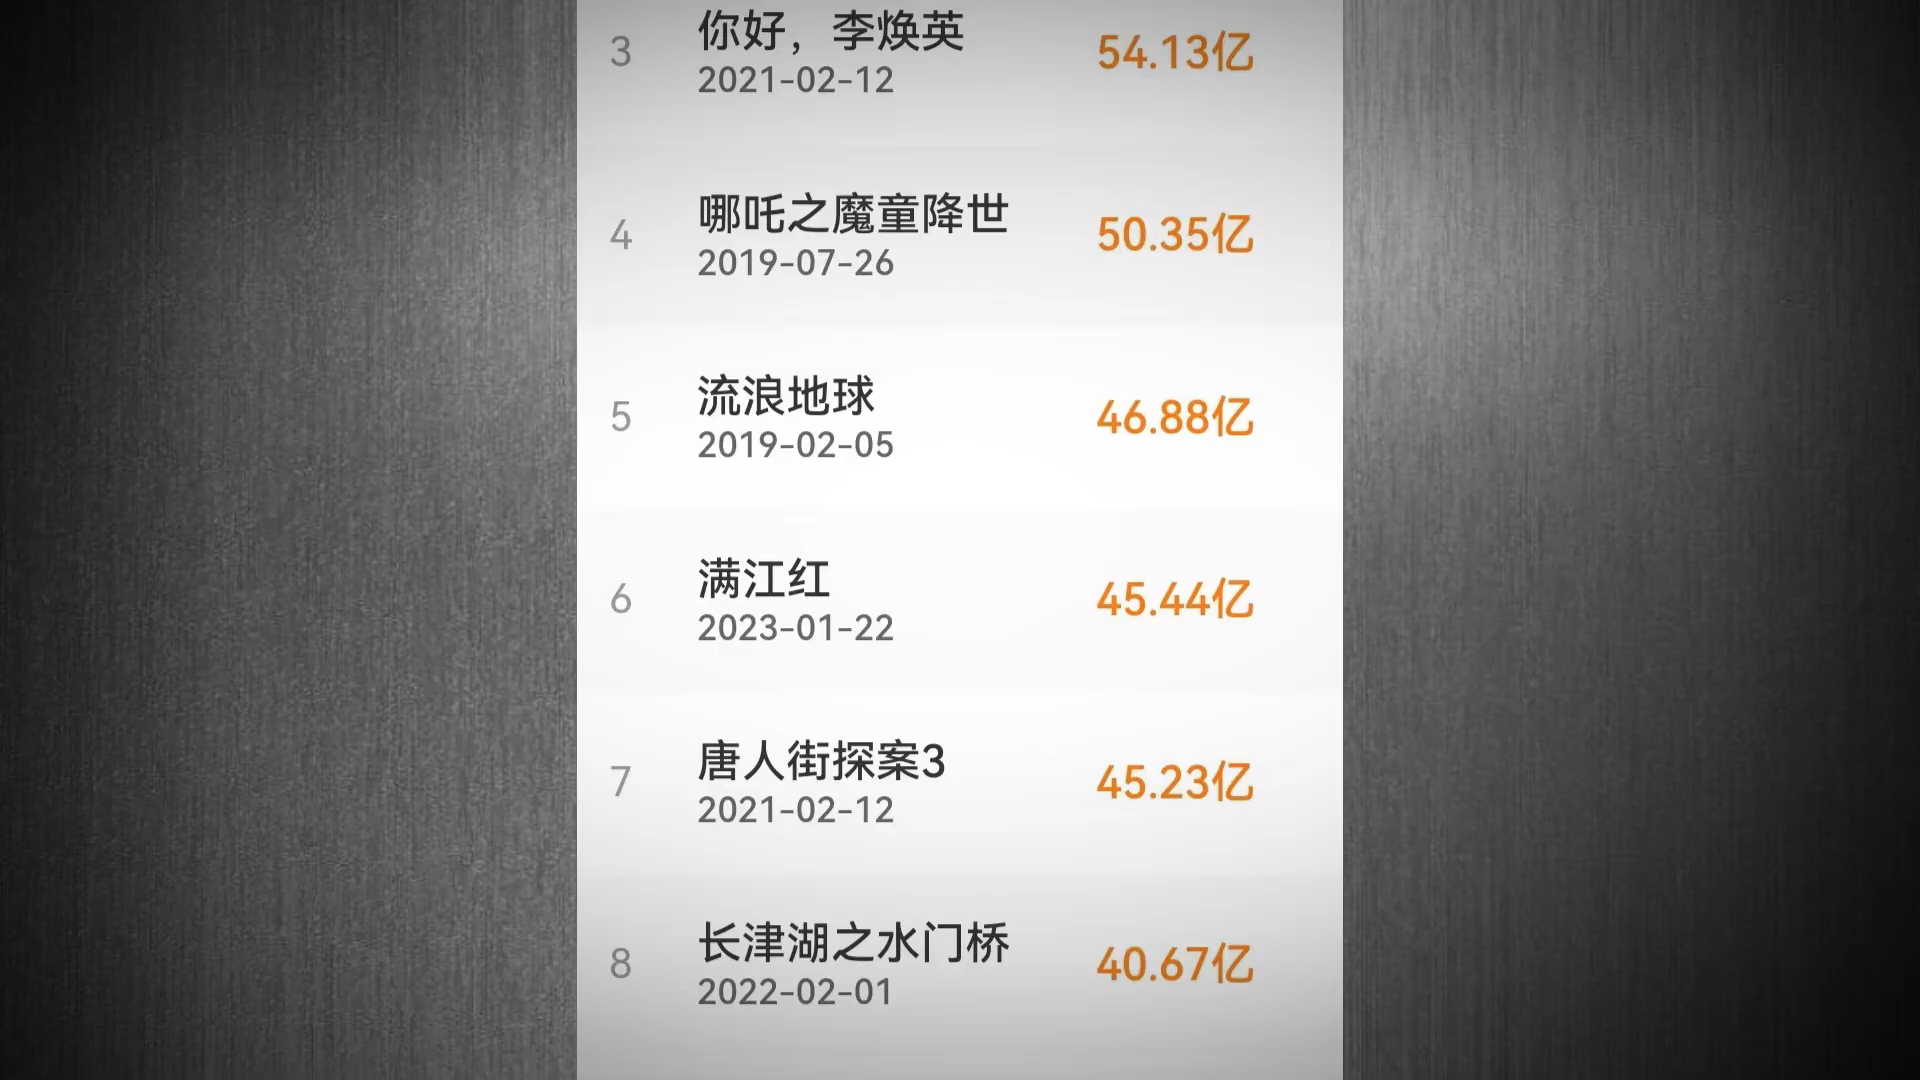 3
你好，李焕英
54.13亿
2021-02-12
4
哪吒之魔童降世
50.35亿
2019-07-26
5
流浪地球
46.88亿
2019-02-05
6
满江红
45.44亿
2023-01-22
7
唐人街探案3
45.23亿
2021-02-12
8
长津湖之水门桥
40.67亿
2022-02-01